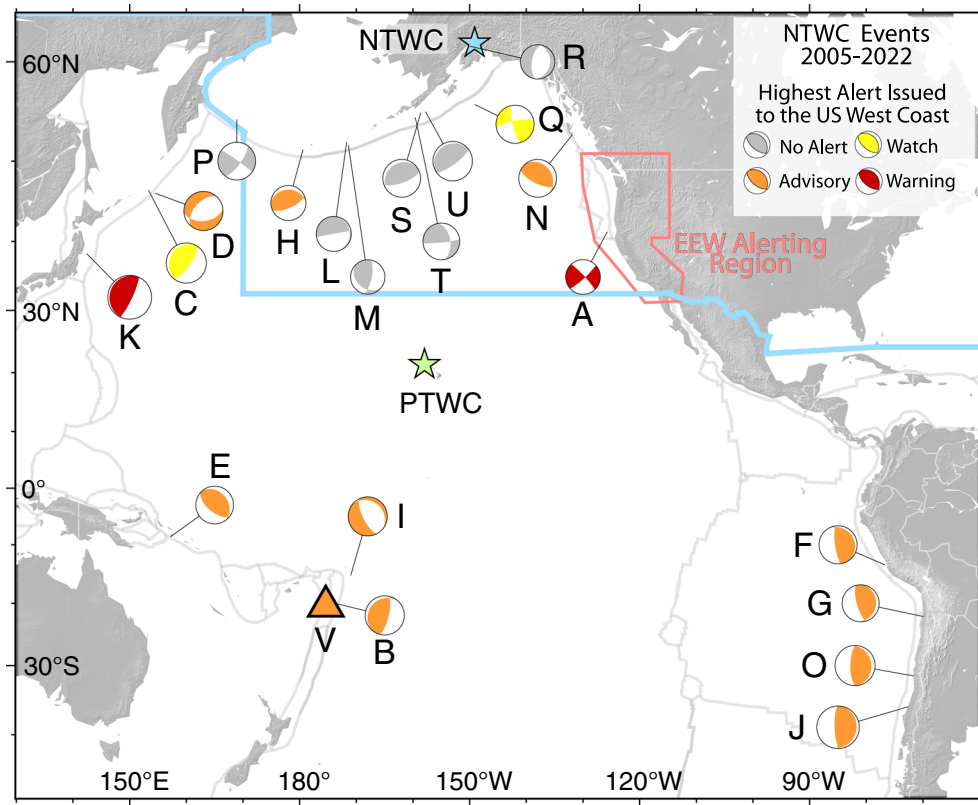 NTWC
R
60°N
NTWC Events
2005-2022
Highest Alert Issued
to the US West Coast
No Alert
Watch
Advisory
Warning
Q
P
S
U
N
D
H
L
T
C
M
A
K
EEW Alerting
Region
30°N
PTWC
E
I
0°
F
G
V
B
O
30°S
J
150°E
180°
150°W
120°W
90°W